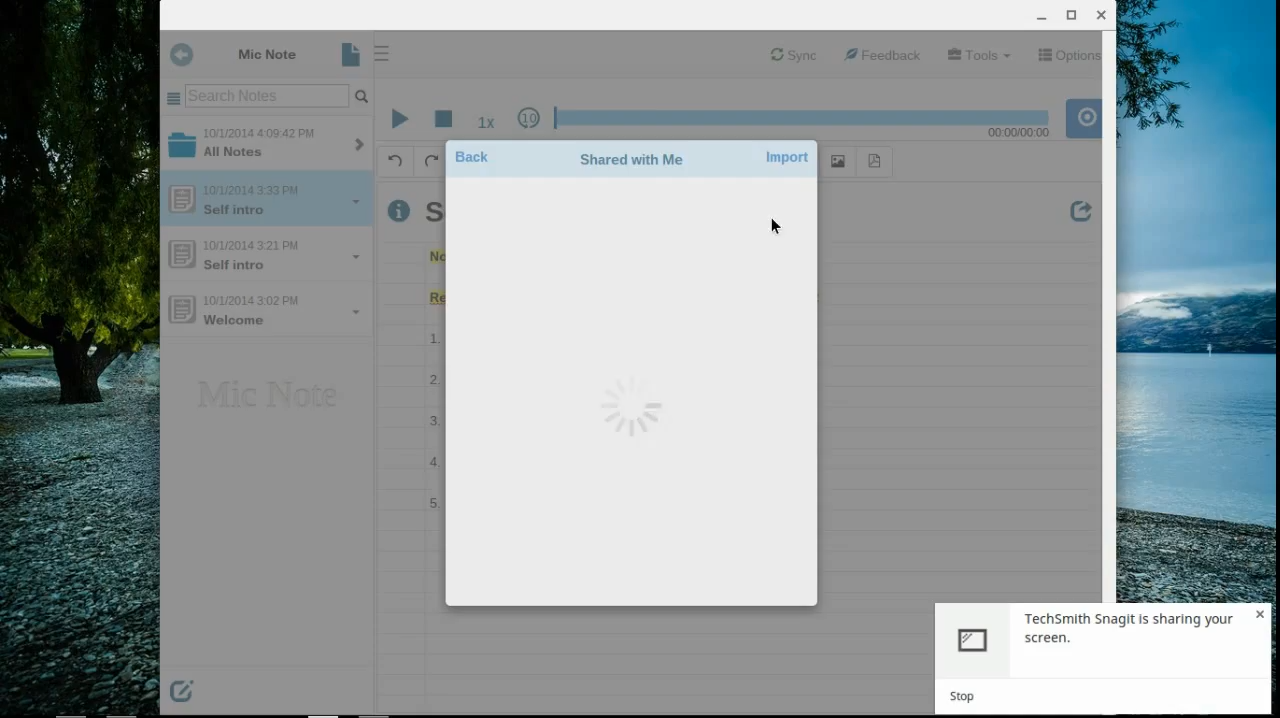 Mic Note
Sync
Feedback
Tools
Options
Search Notes
10/1/2014 4:09:42 PM
All Notes
10/1/2014 3:33 PM
Self intro
10/1/2014 3:21 PM
Self intro
10/1/2014 3:02 PM
Welcome
Mic Note
1x
10
00:00/00:00
Back
Shared with Me
Import
S
No
Re
1.
2.
3.
4.
5.
TechSmith Snagit is sharing your
screen.
Stop